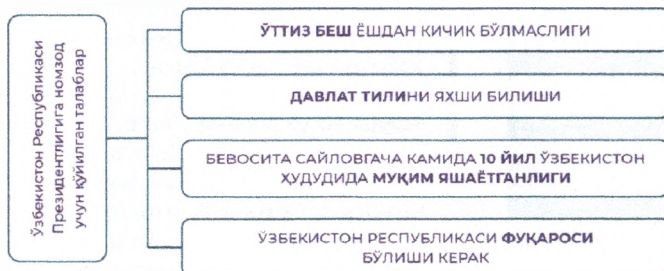 Ўзбекистон Республикаси
Президентлигига номзод
учун қўйилган талаблар
ЎТТИЗ БЕШ ЁШДАН КИЧИК БЎЛМАСЛИГИ
ДАВЛАТ ТИЛИНИ ЯХШИ БИЛИШИ
БЕВОСИТА САЙЛОВГАЧА КАМИДА 10 ЙИЛ ЎЗБЕКИСТОН
ҲУДУДИДА МУҚИМ ЯШАЁТГАНЛИГИ
ЎЗБЕКИСТОН РЕСПУБЛИКАСИ ФУҚАРОСИ
БЎЛИШИ КЕРАК